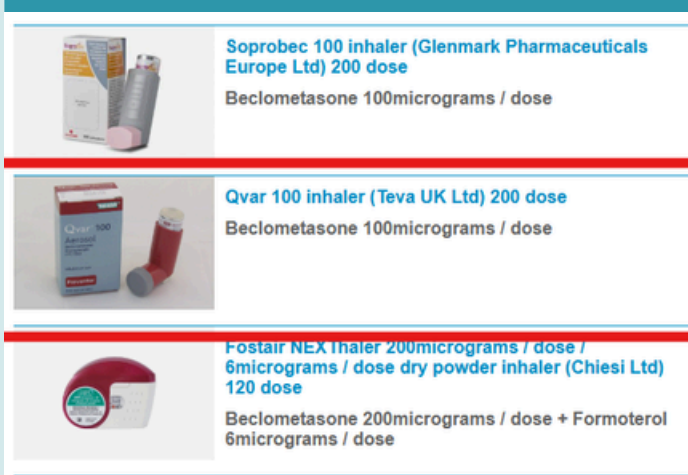 Soprobec 100 inhaler (Glenmark Pharmaceuticals
Europe Ltd) 200 dose
Beclometasone 100micrograms / dose
Qvar 100 inhaler (Teva UK Ltd) 200 dose
Beclometasone 100micrograms / dose
Qvar 100
Aerosol
Fostair NEXThaler 200micrograms / dose /
6micrograms / dose dry powder inhaler (Chiesi Ltd)
120 dose
Beclometasone 200micrograms / dose + Formoterol
6micrograms / dose